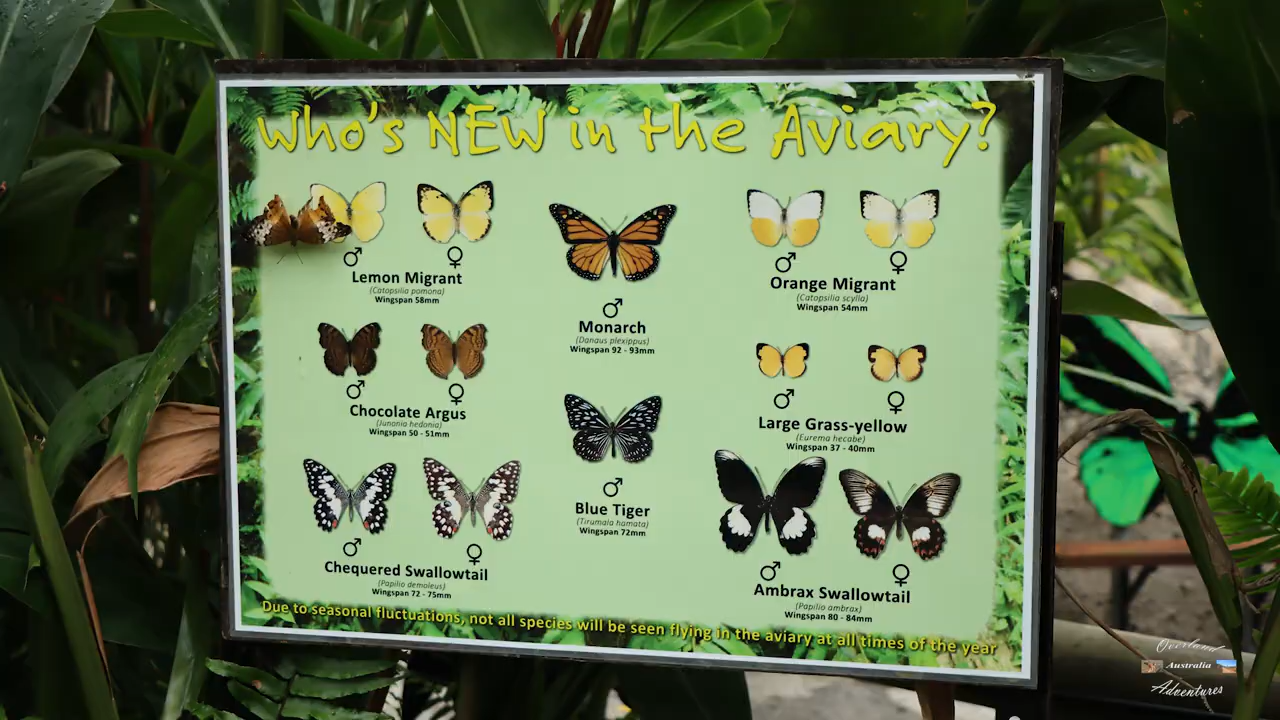 Who's NEW in the Aviary?
♂ ♀
Lemon Migrant
(Catopsilia pomona)
Wingspan 58mm
♂
Monarch
(Danaus plexippus)
Wingspan 92 - 93mm
♂ ♀
Orange Migrant
(Catopsilia scylla)
Wingspan 54mm
♂ ♀
Chocolate Argus
(Junonia hedonia)
Wingspan 50 - 51mm
♂
Blue Tiger
(Tirumala hamata)
Wingspan 72mm
♂ ♀
Large Grass-yellow
(Eurema hecabe)
Wingspan 37 - 40mm
♂ ♀
Chequered Swallowtail
(Papilio demoleus)
Wingspan 72 - 75mm
♂ ♀
Ambrax Swallowtail
(Papilio ambrax)
Wingspan 80 - 84mm
Due to seasonal fluctuations, not all species will be seen flying in the aviary at all times of the year
Overland
Australia
Adventures